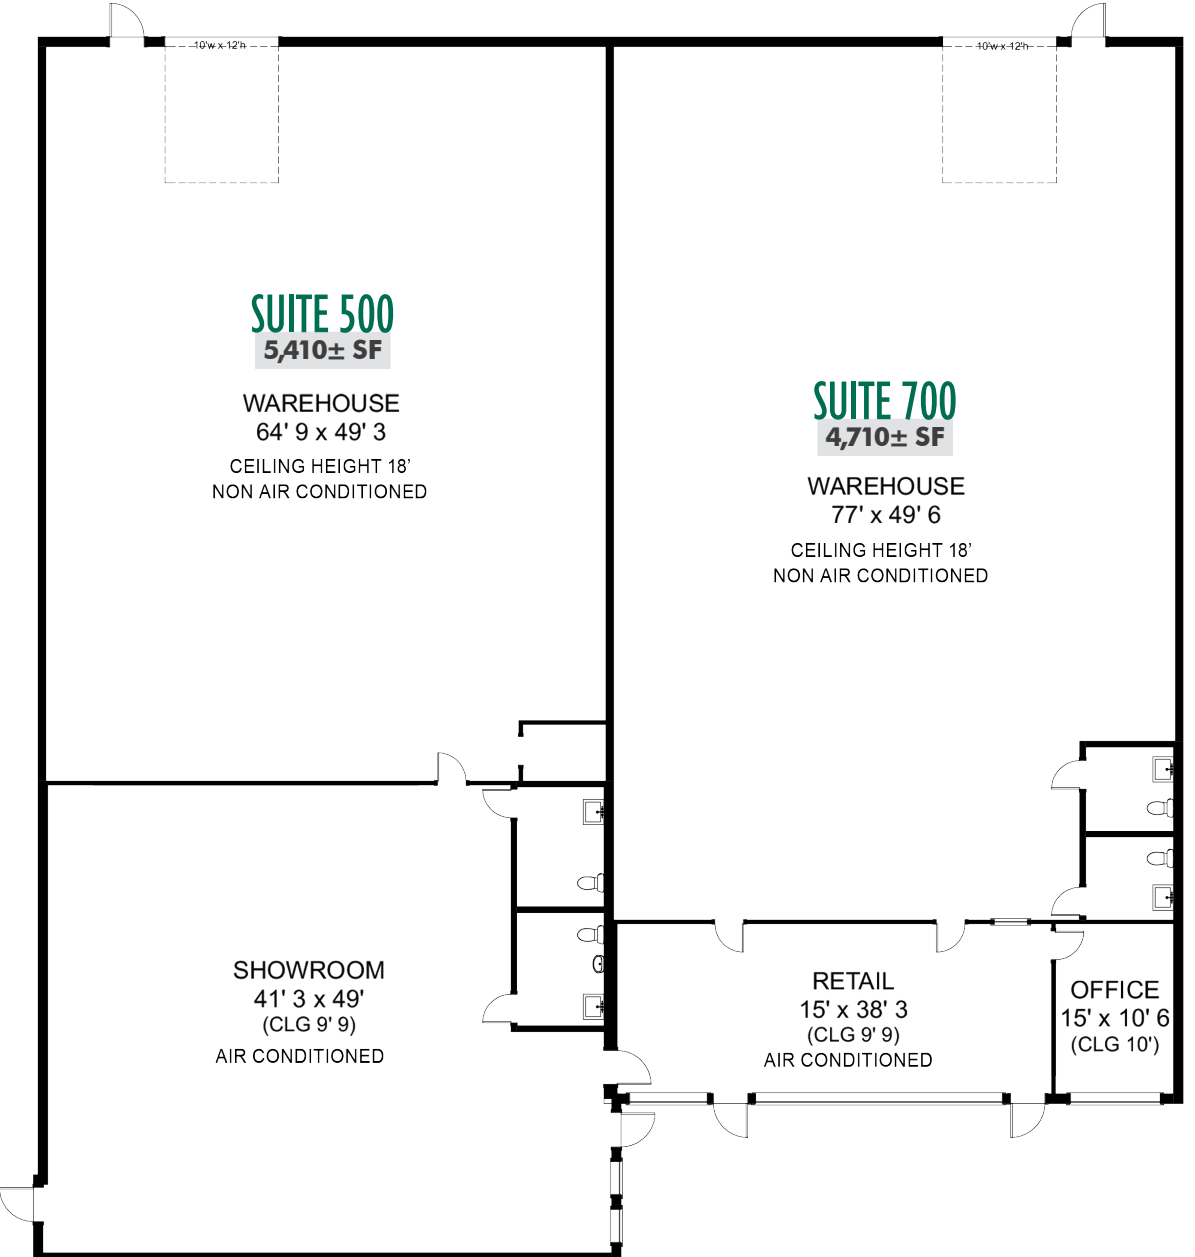 10'w x 12'h
10'w x 12'h
SUITE 500
5,410± SF
WAREHOUSE
64' 9 x 49' 3
CEILING HEIGHT 18’
NON AIR CONDITIONED
SUITE 700
4,710± SF
WAREHOUSE
77' x 49' 6
CEILING HEIGHT 18’
NON AIR CONDITIONED
SHOWROOM
41' 3 x 49'
(CLG 9' 9)
AIR CONDITIONED
RETAIL
15' x 38' 3
(CLG 9' 9)
AIR CONDITIONED
OFFICE
15' x 10' 6
(CLG 10')